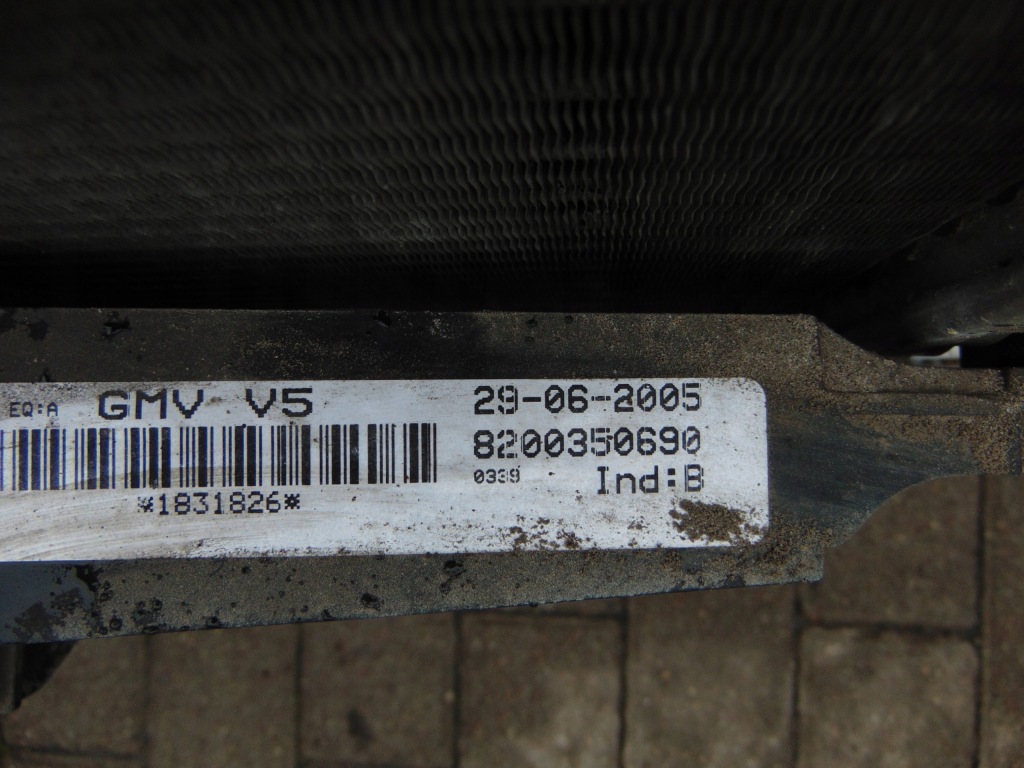 EQ:A GMV V5 29-06-2005
8200350690
0339 Ind:B
*1831826*